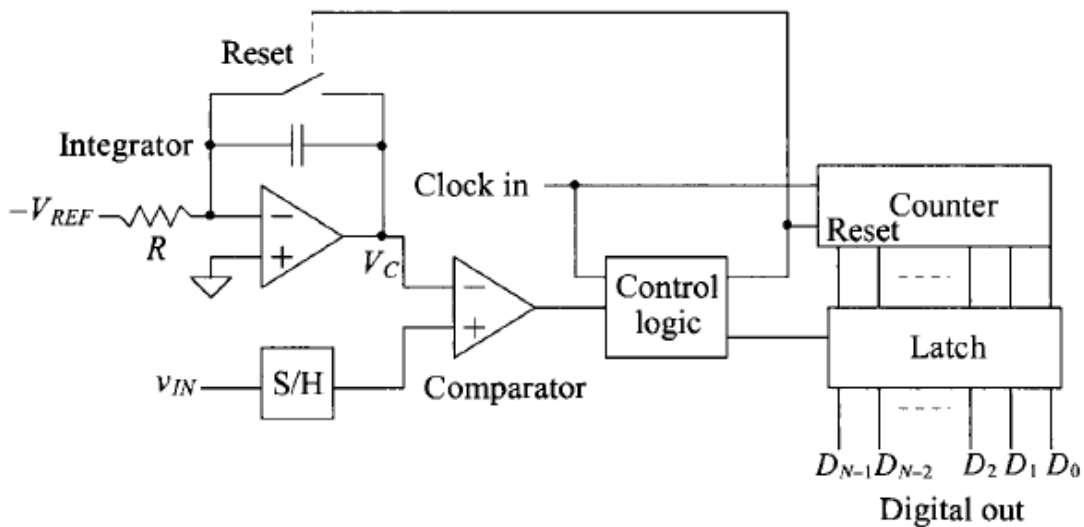 Reset
Integrator
−V_REF
R
−
+
V_C
Clock in
Counter
Reset
−
+
Control
logic
Latch
v_IN
S/H
Comparator
D_{N−1} D_{N−2} D_2 D_1 D_0
Digital out